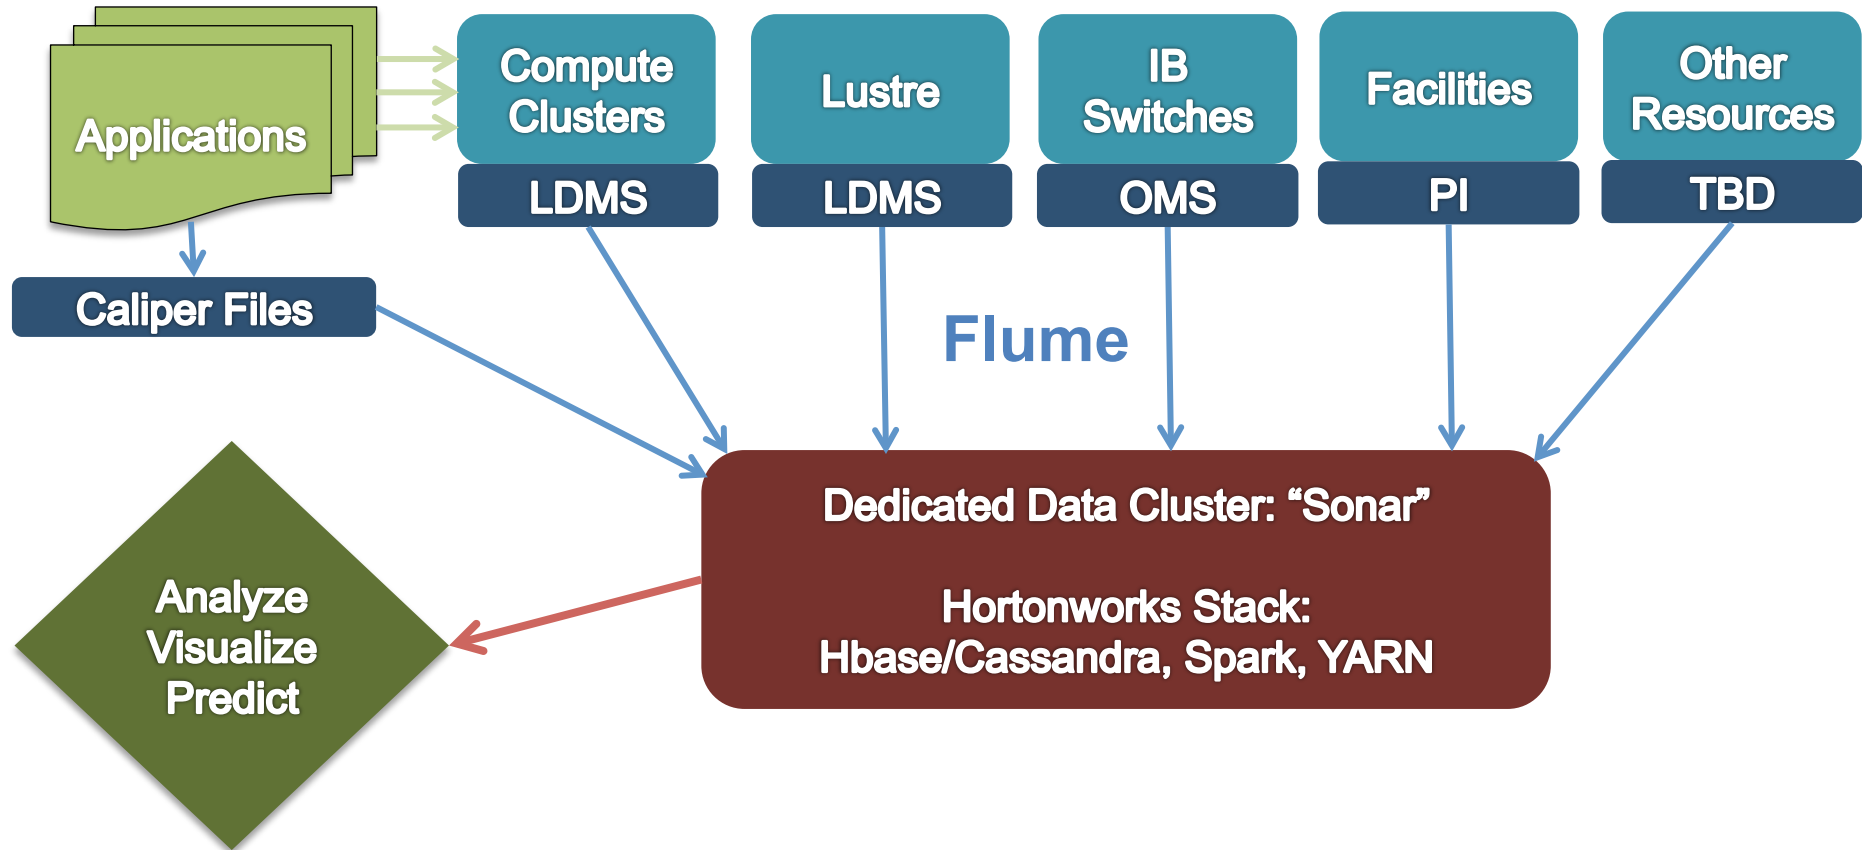 Applications
Compute
Clusters
LDMS
Lustre
LDMS
IB
Switches
OMS
Facilities
PI
Other
Resources
TBD
Caliper Files
Flume
Dedicated Data Cluster: “Sonar”
Hortonworks Stack:
Hbase/Cassandra, Spark, YARN
Analyze
Visualize
Predict